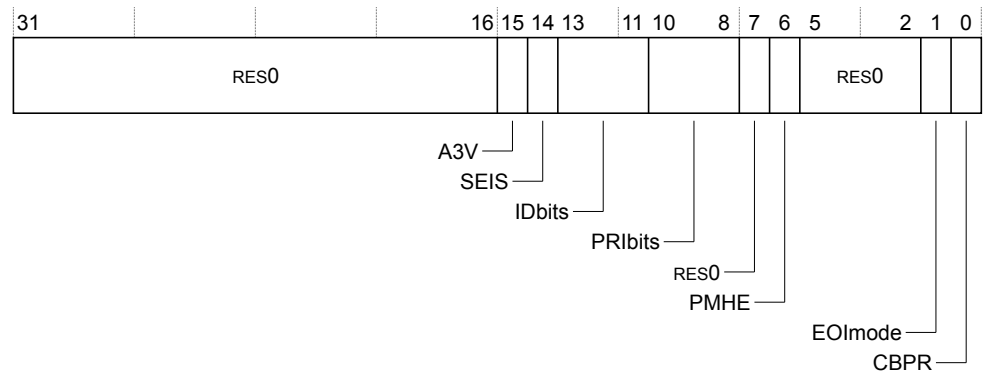 31 16 15 14 13 11 10 8 7 6 5 2 1 0
RES0 RES0
A3V
SEIS
IDbits
PRIbits
RES0
PMHE
EOImode
CBPR